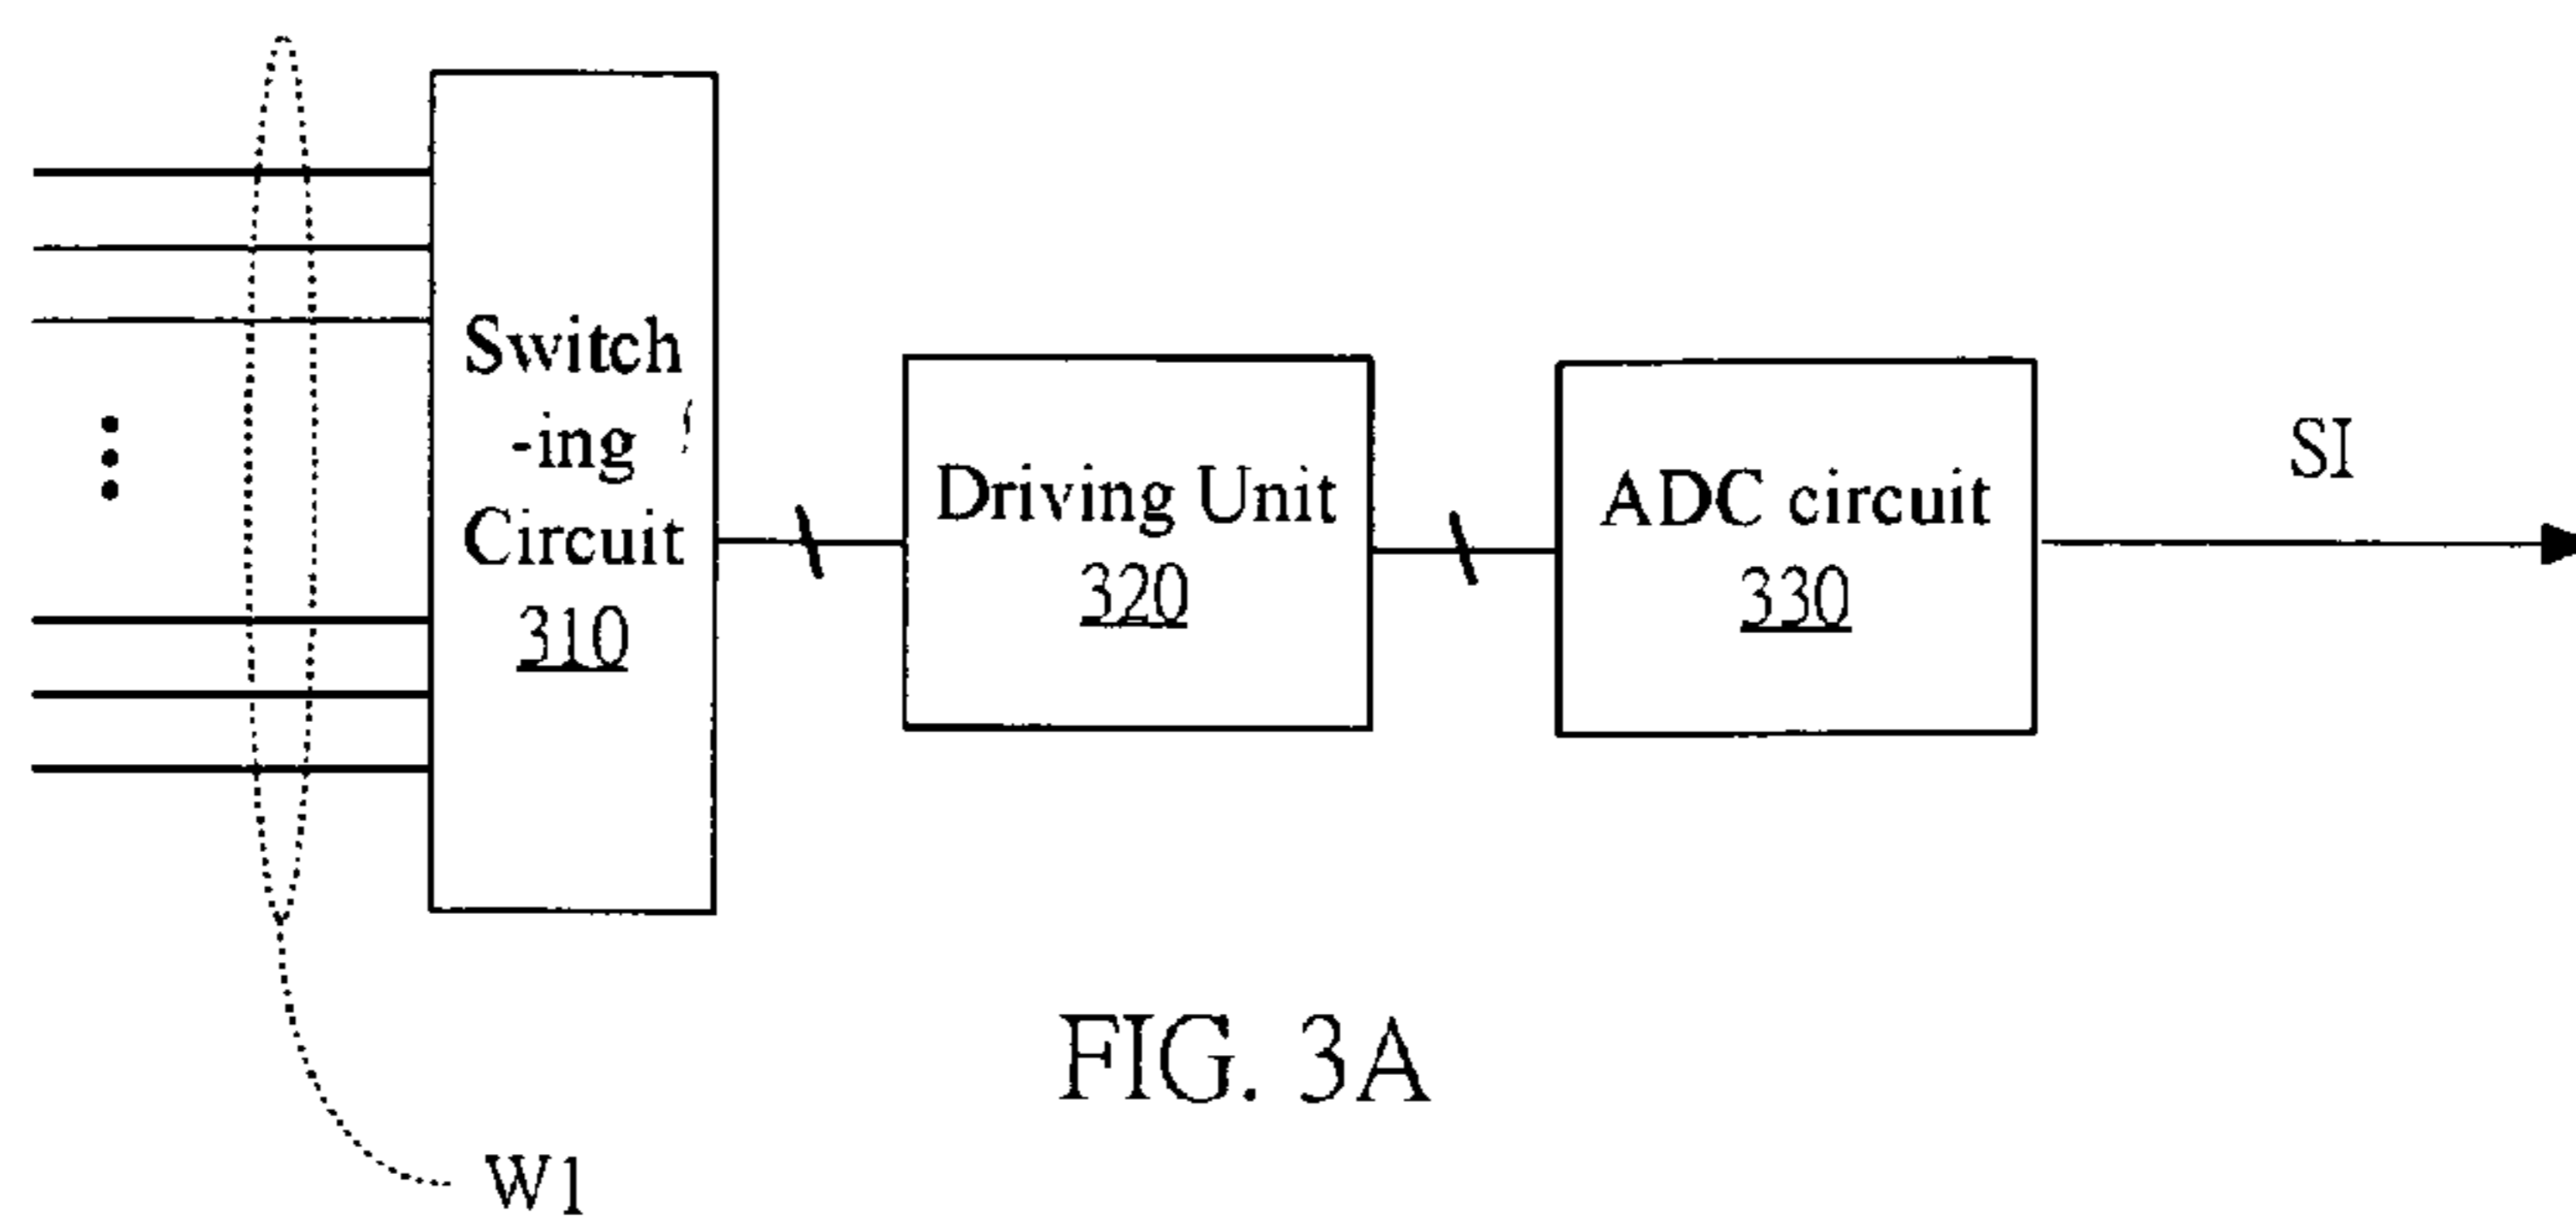 Switch
-ing
Circuit
310
Driving Unit
320
ADC circuit
330
SI
FIG. 3A
W1